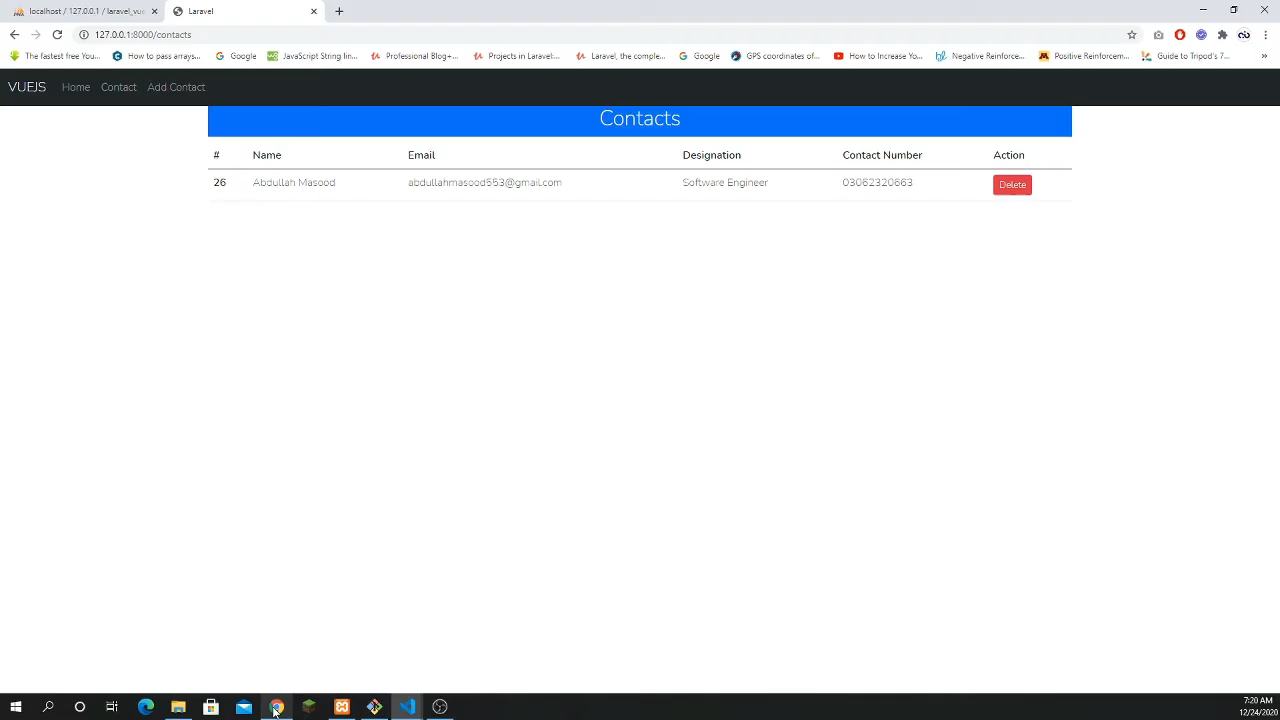 localhost / 127.0.0.1 / laravel_vue
Laravel
127.0.0.1:8000/contacts
The fastest free You...
How to pass arrays...
Google
JavaScript String lin...
Professional Blog+...
Projects in Laravel:...
Laravel, the comple...
Google
GPS coordinates of...
How to Increase Yo...
Negative Reinforce...
Positive Reinforcem...
Guide to Tripod's 7...
VUEJS Home Contact Add Contact
Contacts
# Name Email Designation Contact Number Action
26 Abdullah Masood abdullahmasood553@gmail.com Software Engineer 03062320663 Delete
7:20 AM
12/24/2020